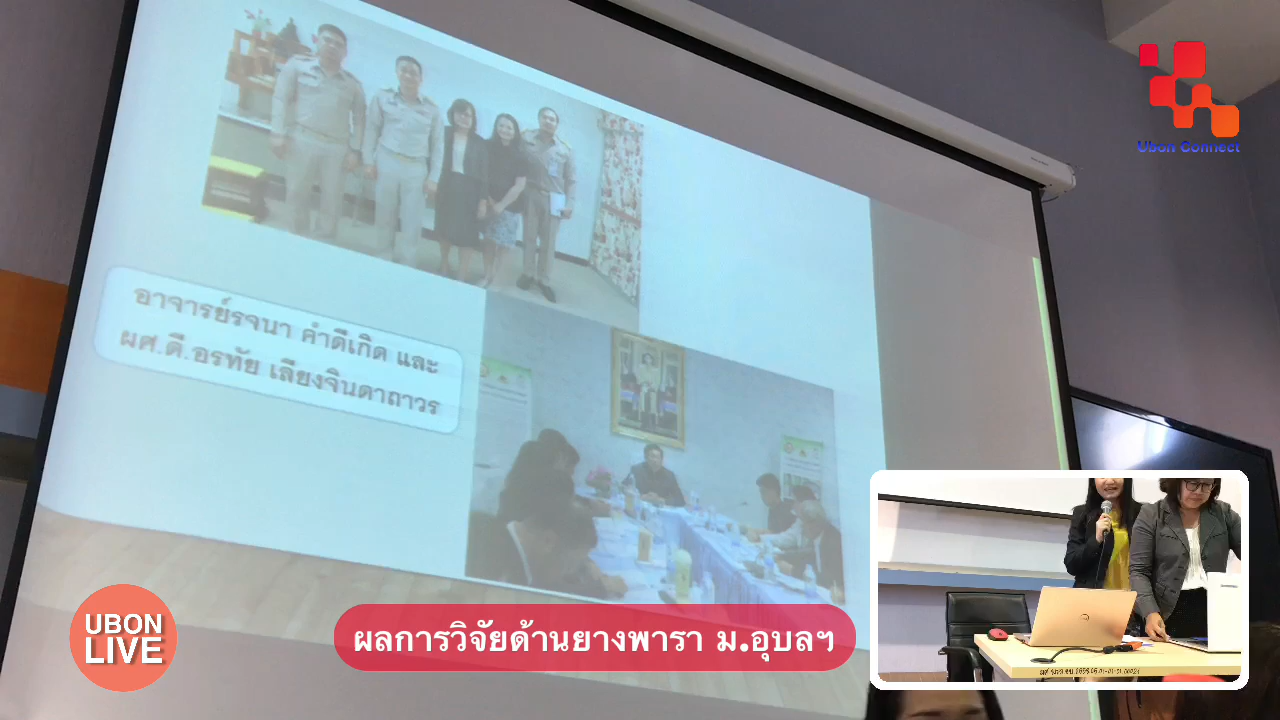 Ubon Connect
อาจารย์รจนา คำดีเกิด และ
ผศ.ดี.อรทัย เลียงจินดาถาวร
UBON
LIVE
ผลการวิจัยด้านยางพารา ม.อุบลฯ